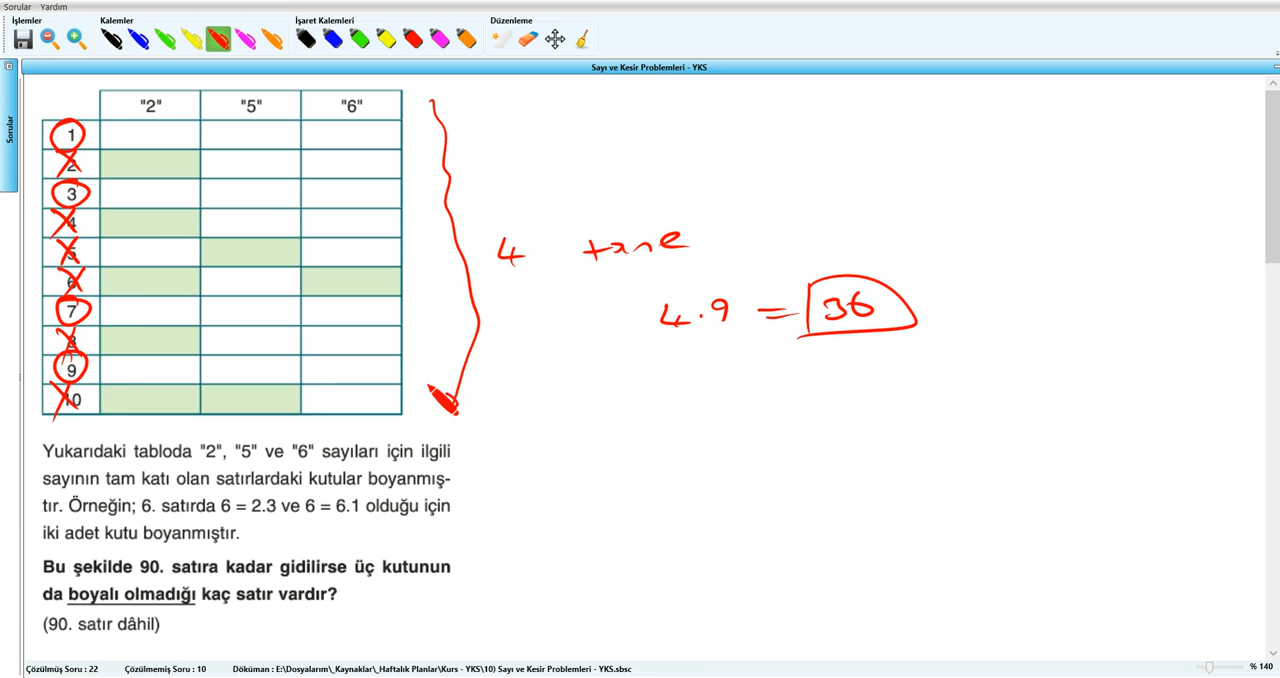 Sorular Yardım
İşlemler Kalemler İşaret Kalemleri Düzenleme
Sayı ve Kesir Problemleri - YKS
Sorular
"2" "5" "6"
1
2
3
4
5
6
7
8
9
10
4 tane
4.9 = 36
Yukarıdaki tabloda "2", "5" ve "6" sayıları için ilgili
sayının tam katı olan satırlardaki kutular boyanmış-
tır. Örneğin; 6. satırda 6 = 2.3 ve 6 = 6.1 olduğu için
iki adet kutu boyanmıştır.
Bu şekilde 90. satıra kadar gidilirse üç kutunun
da boyalı olmadığı kaç satır vardır?
(90. satır dâhil)
Çözülmüş Soru : 22 Çözülmemiş Soru : 10 Döküman : E:\Dosyalarım\_Kaynaklar\_Haftalık Planlar\Kurs - YKS\10) Sayı ve Kesir Problemleri - YKS.sbsc % 140